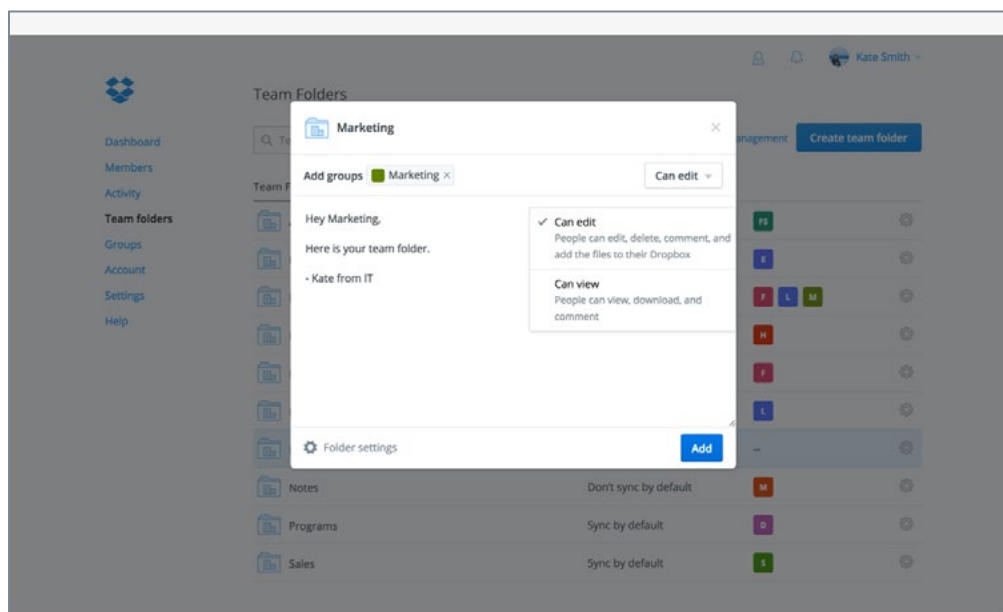 Kate Smith
Team Folders
Dashboard
Members
Activity
Team folders
Groups
Account
Settings
Help
Create team folder
Team
Marketing
Add groups Marketing × Can edit
Hey Marketing,
Here is your team folder.
- Kate from IT
✓ Can edit
People can edit, delete, comment, and
add the files to their Dropbox
Can view
People can view, download, and
comment
Folder settings
Add
FS
E
F L M
H
F
L
--
Notes Don't sync by default M
Programs Sync by default D
Sales Sync by default S